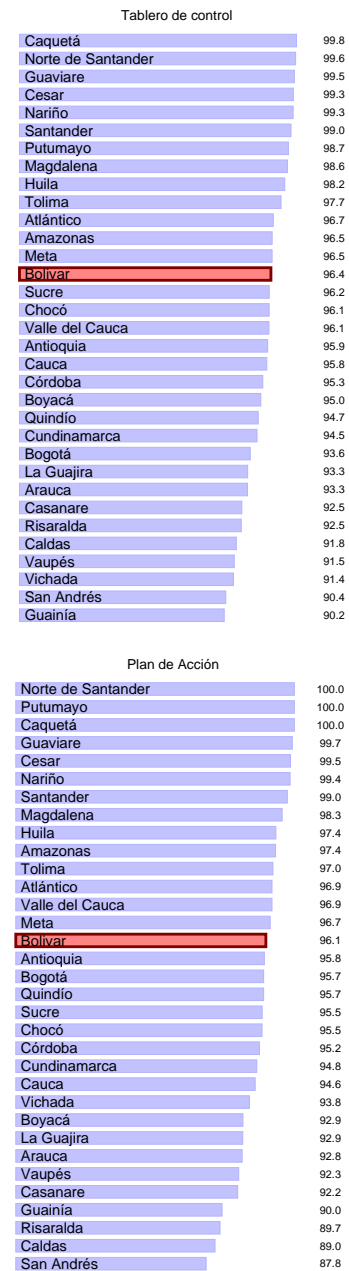 Tablero de control
Caquetá 99.8
Norte de Santander 99.6
Guaviare 99.5
Cesar 99.3
Nariño 99.3
Santander 99.0
Putumayo 98.7
Magdalena 98.6
Huila 98.2
Tolima 97.7
Atlántico 96.7
Amazonas 96.5
Meta 96.5
Bolivar 96.4
Sucre 96.2
Chocó 96.1
Valle del Cauca 96.1
Antioquia 95.9
Cauca 95.8
Córdoba 95.3
Boyacá 95.0
Quindío 94.7
Cundinamarca 94.5
Bogotá 93.6
La Guajira 93.3
Arauca 93.3
Casanare 92.5
Risaralda 92.5
Caldas 91.8
Vaupés 91.5
Vichada 91.4
San Andrés 90.4
Guainía 90.2
Plan de Acción
Norte de Santander 100.0
Putumayo 100.0
Caquetá 100.0
Guaviare 99.7
Cesar 99.5
Nariño 99.4
Santander 99.0
Magdalena 98.3
Huila 97.4
Amazonas 97.4
Tolima 97.0
Atlántico 96.9
Valle del Cauca 96.9
Meta 96.7
Bolivar 96.1
Antioquia 95.8
Bogotá 95.7
Quindío 95.7
Sucre 95.5
Chocó 95.5
Córdoba 95.2
Cundinamarca 94.8
Cauca 94.6
Vichada 93.8
Boyacá 92.9
La Guajira 92.9
Arauca 92.8
Vaupés 92.3
Casanare 92.2
Guainía 90.0
Risaralda 89.7
Caldas 89.0
San Andrés 87.8